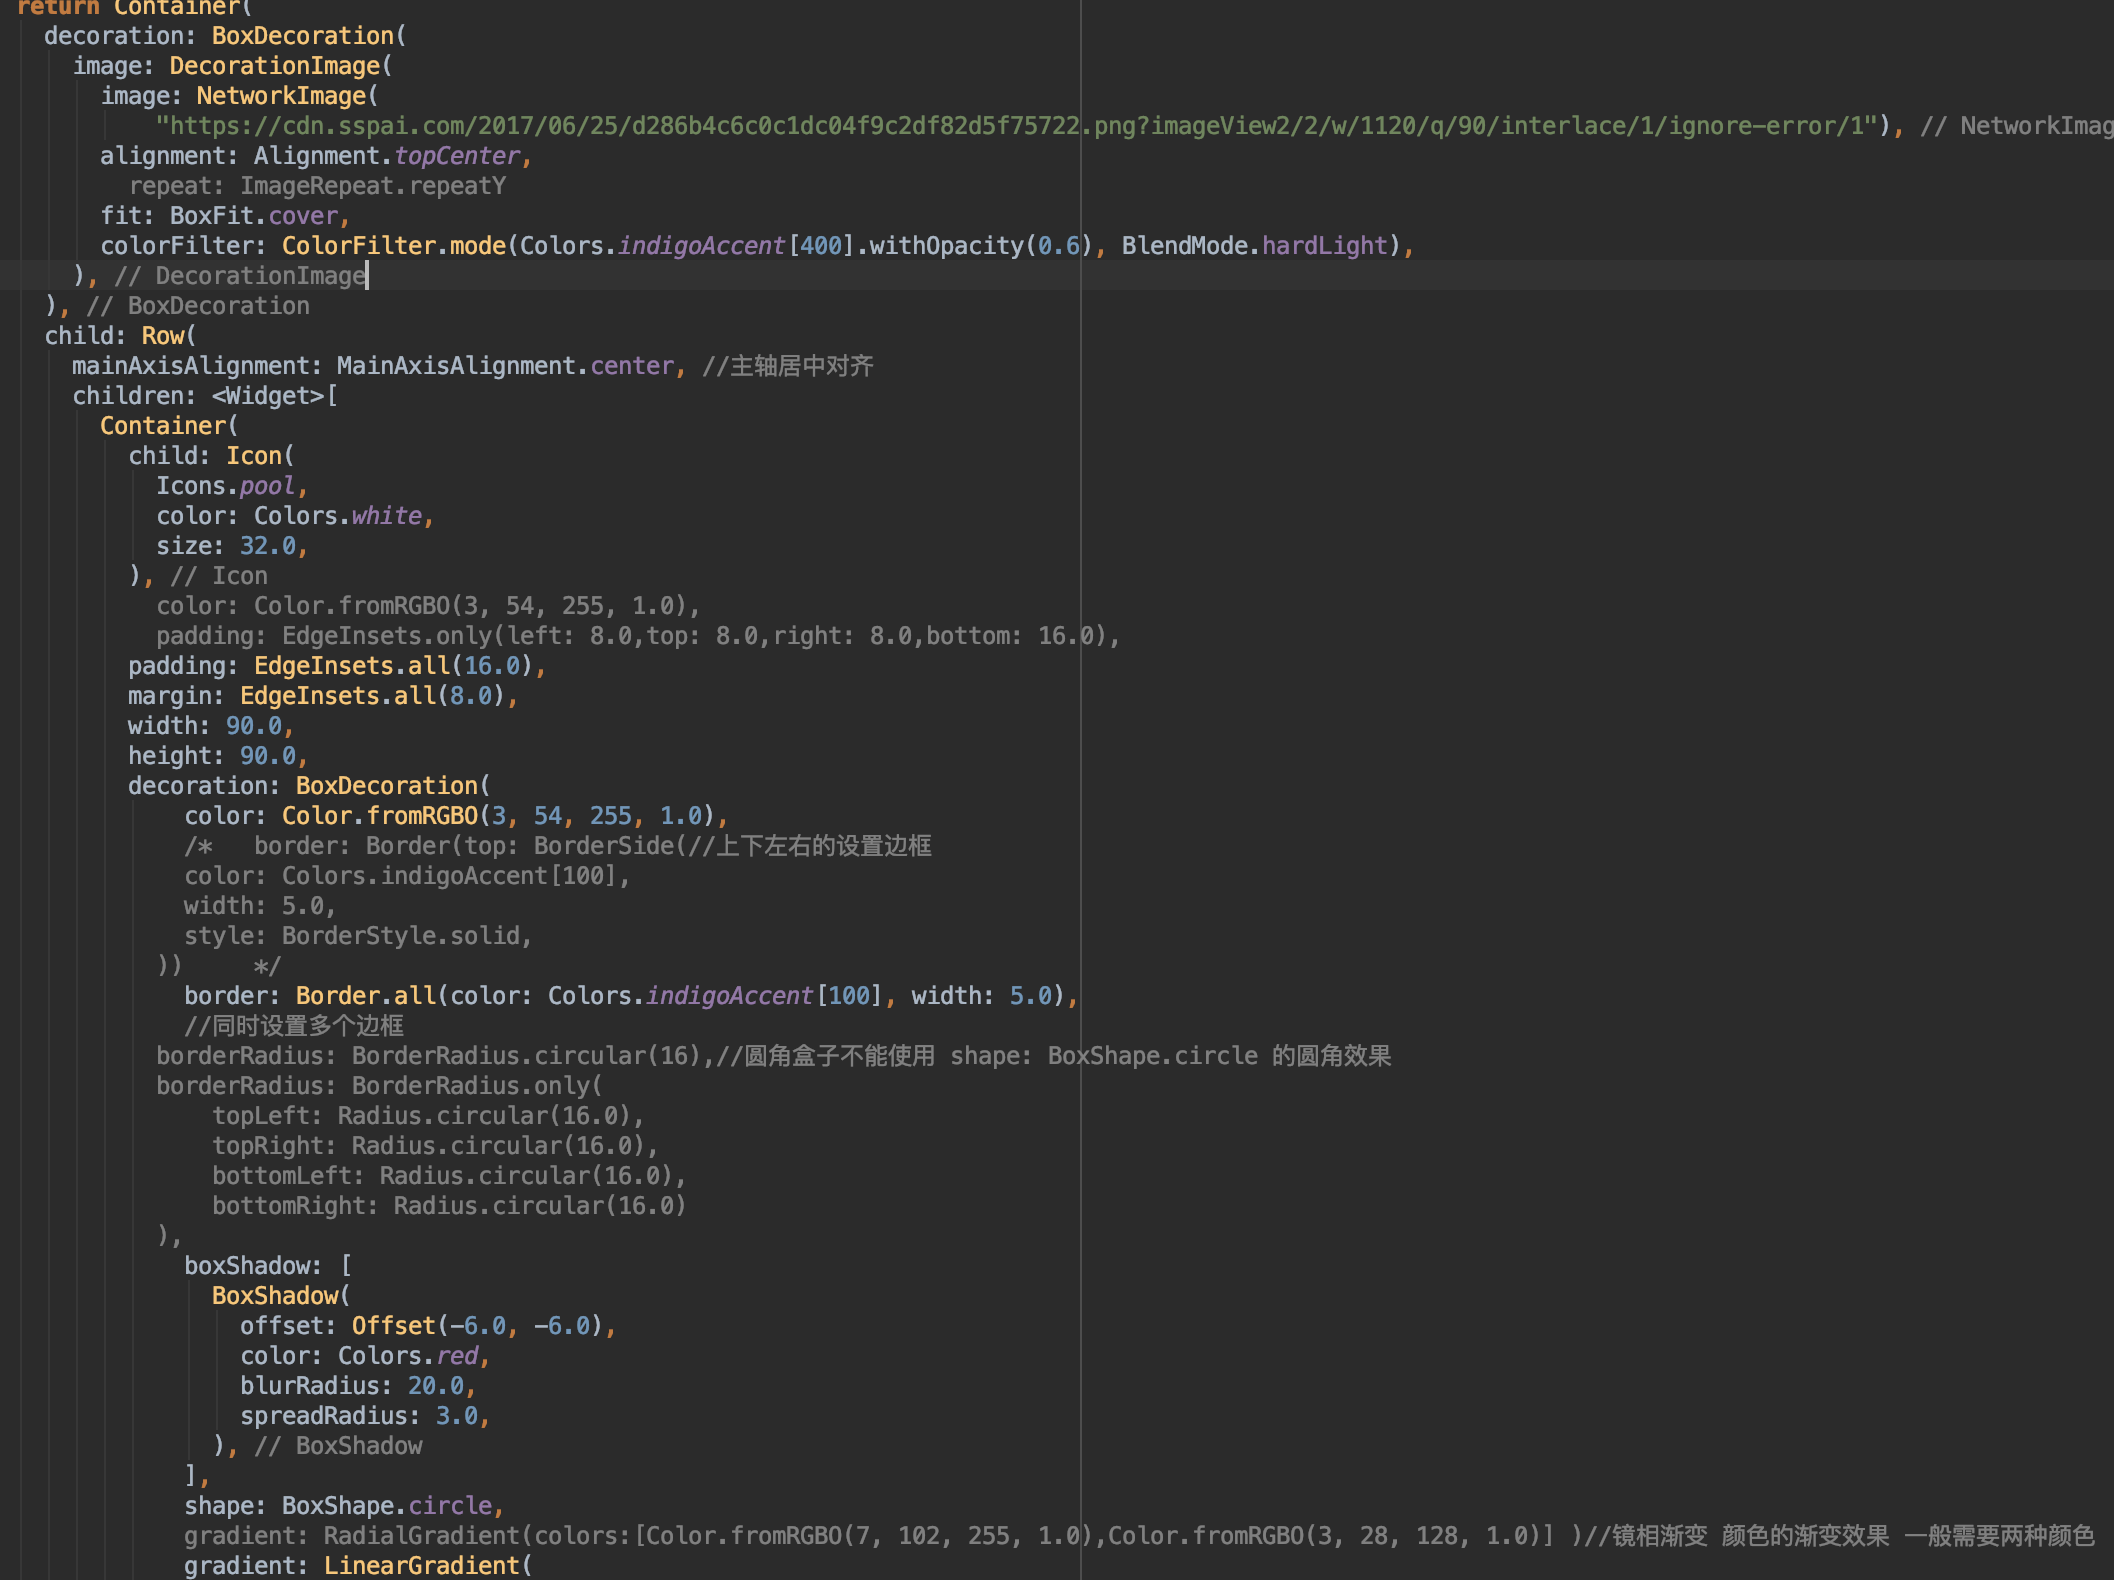 return Container(
decoration: BoxDecoration(
image: DecorationImage(
image: NetworkImage(
"https://cdn.sspai.com/2017/06/25/d286b4c6c0c1dc04f9c2df82d5f75722.png?imageView2/2/w/1120/q/90/interlace/1/ignore-error/1"), // NetworkImag
alignment: Alignment.topCenter,
repeat: ImageRepeat.repeatY
fit: BoxFit.cover,
colorFilter: ColorFilter.mode(Colors.indigoAccent[400].withOpacity(0.6), BlendMode.hardLight),
), // DecorationImage
), // BoxDecoration
child: Row(
mainAxisAlignment: MainAxisAlignment.center, //主轴居中对齐
children: <Widget>[
Container(
child: Icon(
Icons.pool,
color: Colors.white,
size: 32.0,
), // Icon
color: Color.fromRGBO(3, 54, 255, 1.0),
padding: EdgeInsets.only(left: 8.0,top: 8.0,right: 8.0,bottom: 16.0),
padding: EdgeInsets.all(16.0),
margin: EdgeInsets.all(8.0),
width: 90.0,
height: 90.0,
decoration: BoxDecoration(
color: Color.fromRGBO(3, 54, 255, 1.0),
/*   border: Border(top: BorderSide(//上下左右的设置边框
color: Colors.indigoAccent[100],
width: 5.0,
style: BorderStyle.solid,
))     */
border: Border.all(color: Colors.indigoAccent[100], width: 5.0),
//同时设置多个边框
borderRadius: BorderRadius.circular(16),//圆角盒子不能使用 shape: BoxShape.circle 的圆角效果
borderRadius: BorderRadius.only(
topLeft: Radius.circular(16.0),
topRight: Radius.circular(16.0),
bottomLeft: Radius.circular(16.0),
bottomRight: Radius.circular(16.0)
),
boxShadow: [
BoxShadow(
offset: Offset(-6.0, -6.0),
color: Colors.red,
blurRadius: 20.0,
spreadRadius: 3.0,
), // BoxShadow
],
shape: BoxShape.circle,
gradient: RadialGradient(colors:[Color.fromRGBO(7, 102, 255, 1.0),Color.fromRGBO(3, 28, 128, 1.0)] )//镜相渐变 颜色的渐变效果 一般需要两种颜色
gradient: LinearGradient(